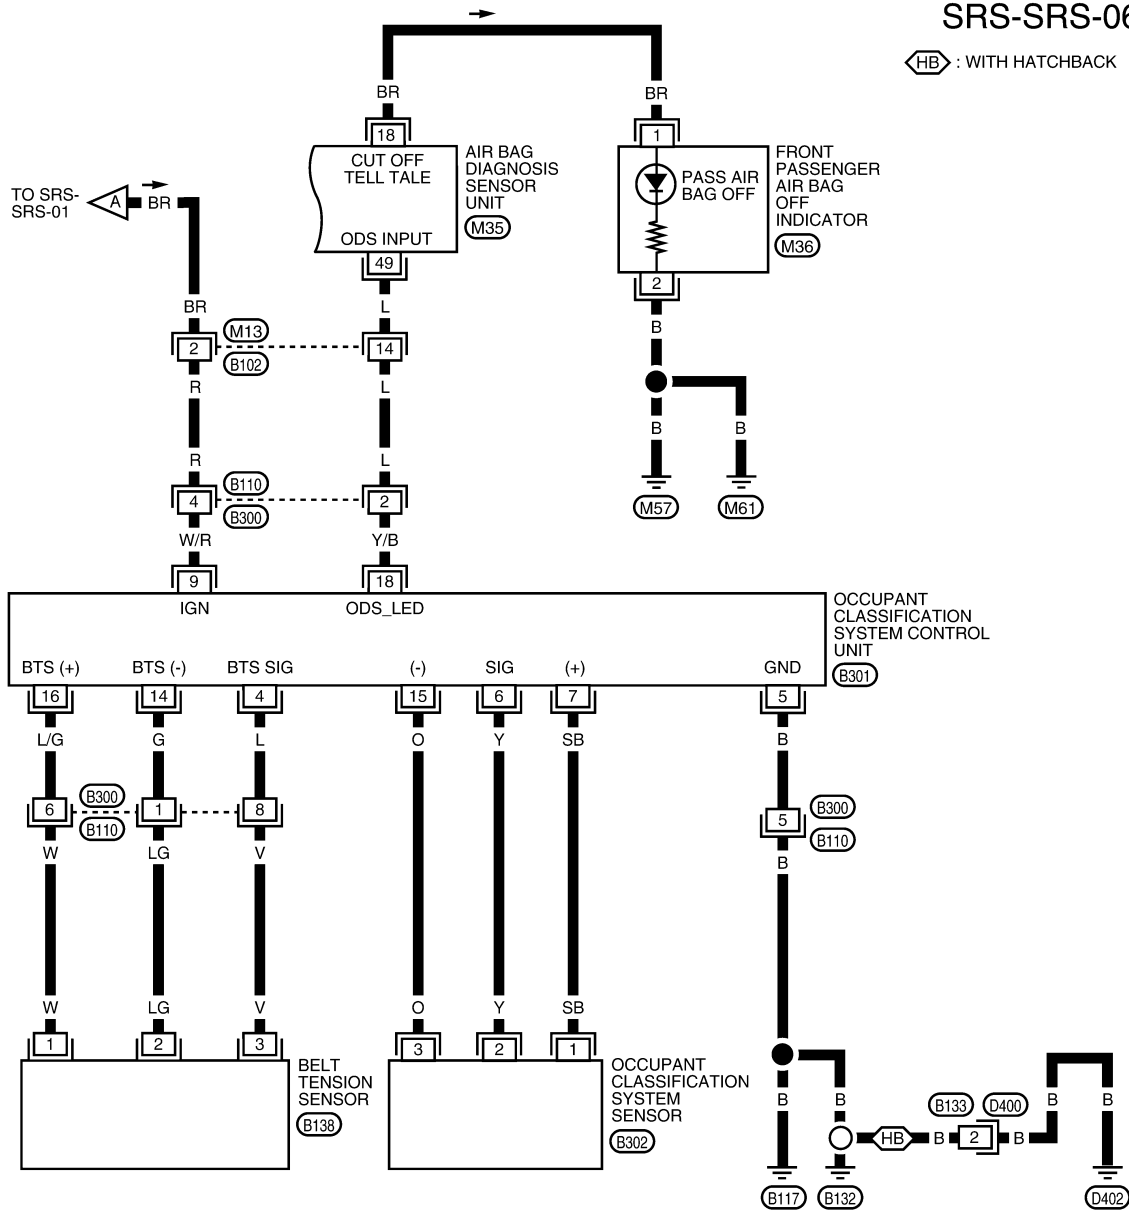 SRS-SRS-06
HB : WITH HATCHBACK
BR
BR
18
1
CUT OFF
TELL TALE
ODS INPUT
AIR BAG
DIAGNOSIS
SENSOR
UNIT
M35
PASS AIR
BAG OFF
FRONT
PASSENGER
AIR BAG
OFF
INDICATOR
M36
TO SRS-
SRS-01
A
BR
49
2
BR
L
B
2
M13
B102
14
R
L
B
B
R
L
4
B110
B300
2
M57
M61
W/R
Y/B
9
18
IGN
ODS_LED
OCCUPANT
CLASSIFICATION
SYSTEM CONTROL
UNIT
B301
BTS (+)
BTS (-)
BTS SIG
(-)
SIG
(+)
GND
16
14
4
15
6
7
5
L/G
G
L
O
Y
SB
B
6
B300
B110
1
8
5
B300
B110
W
LG
V
B
W
LG
V
O
Y
SB
1
2
3
3
2
1
BELT
TENSION
SENSOR
B138
OCCUPANT
CLASSIFICATION
SYSTEM
SENSOR
B302
B
B
B133
D400
B
B
HB
B
2
B
B117
B132
D402